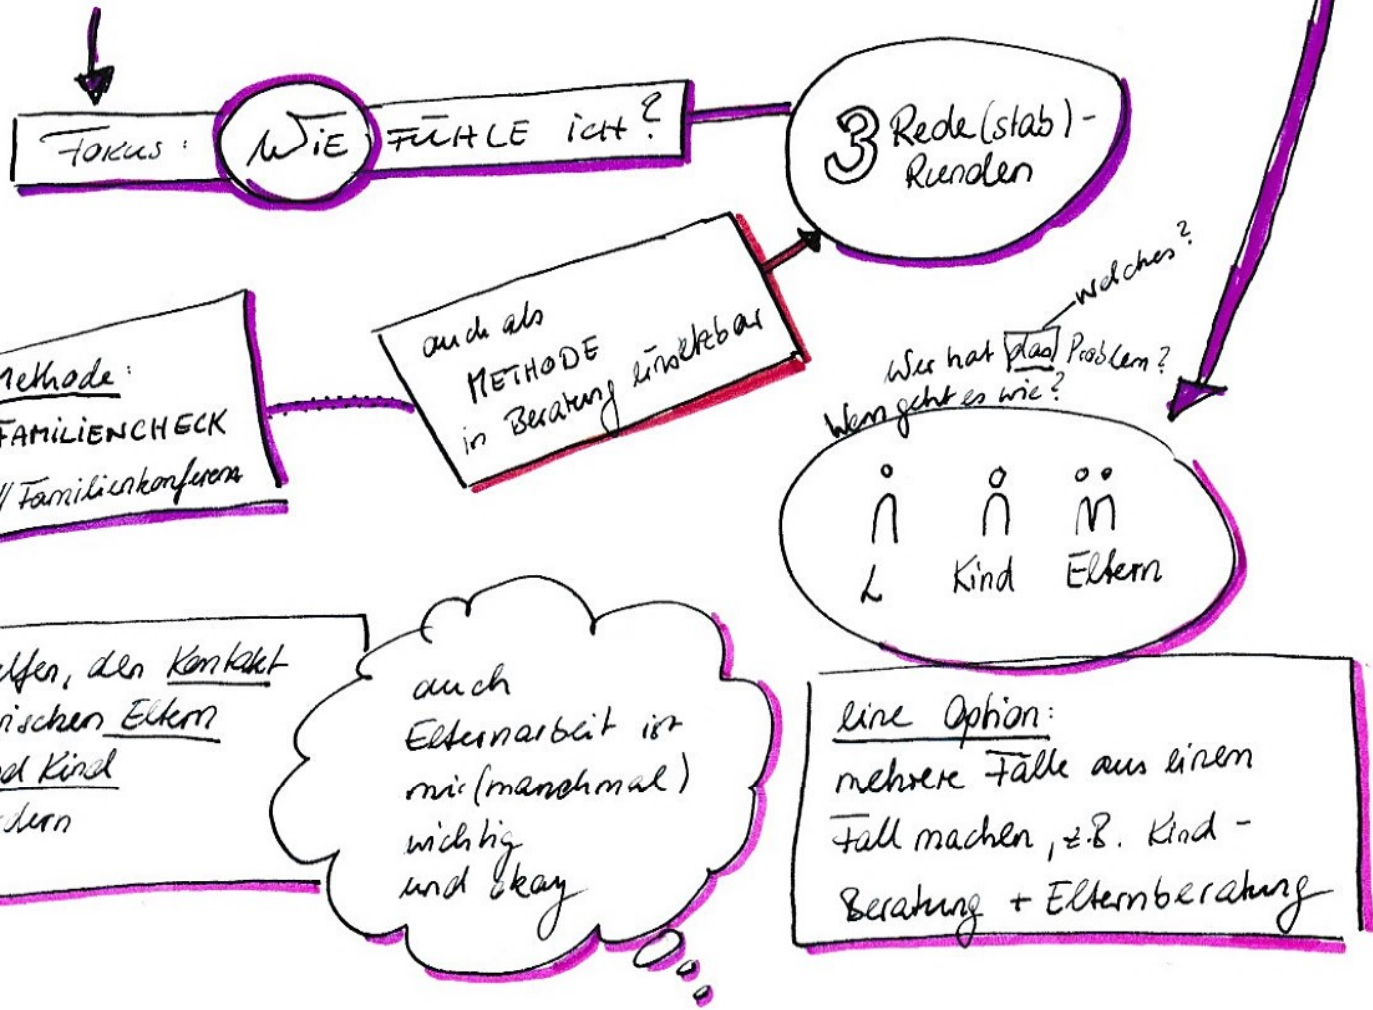 Fokus: WIE FÜHLE ICH?
3 Rede(stab)-
Runden
welches?
Wer hat das Problem?
Wem geht es wie?
auch als
METHODE
in Beratung einsetzbar
Methode:
FAMILIENCHECK
// Familienkonferenz
L Kind Eltern
elfen, den Kontakt
ischen Eltern
nd Kind
dern
auch
Elternarbeit ist
mir (manchmal)
wichtig
und okay
eine Option:
mehrere Fälle aus einem
Fall machen, z.B. Kind-
Beratung + Elternberatung